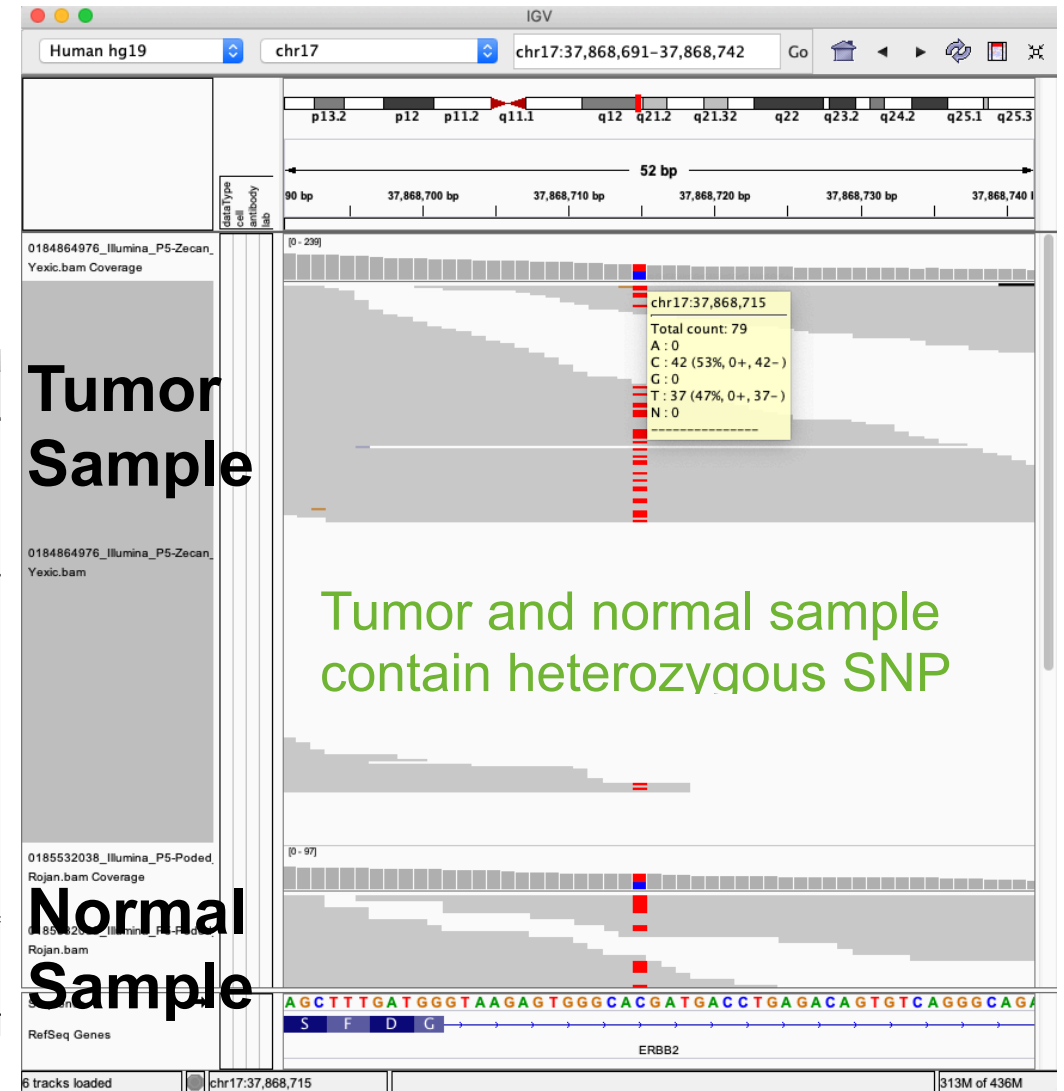 IGV
Human hg19 chr17 chr17:37,868,691-37,868,742 Go
p13.2 p12 p11.2 q11.1 q12 q21.2 q21.32 q22 q23.2 q24.2 q25.1 q25.3
52 bp
90 bp 37,868,700 bp 37,868,710 bp 37,868,720 bp 37,868,730 bp 37,868,740
dataType
cell
antibody
lab
0184864976_Illumina_P5-Zecan_
Yexic.bam Coverage
[0 - 239]
chr17:37,868,715
Total count: 79
A : 0
C : 42 (53%, 0+, 42- )
G : 0
T : 37 (47%, 0+, 37- )
N : 0
---------------
Tumor
Sample
0184864976_Illumina_P5-Zecan_
Yexic.bam
Tumor and normal sample
contain heterozygous SNP
0185532038_Illumina_P5-Poded_
Rojan.bam Coverage
[0 - 97]
Normal
Rojan.bam
Sample
AGCTTTGATGGGTAAGAGTGGGCACGATGACCTGAGACAGTGTCAGGGCAGA
S F D G
RefSeq Genes
ERBB2
6 tracks loaded chr17:37,868,715 313M of 436M